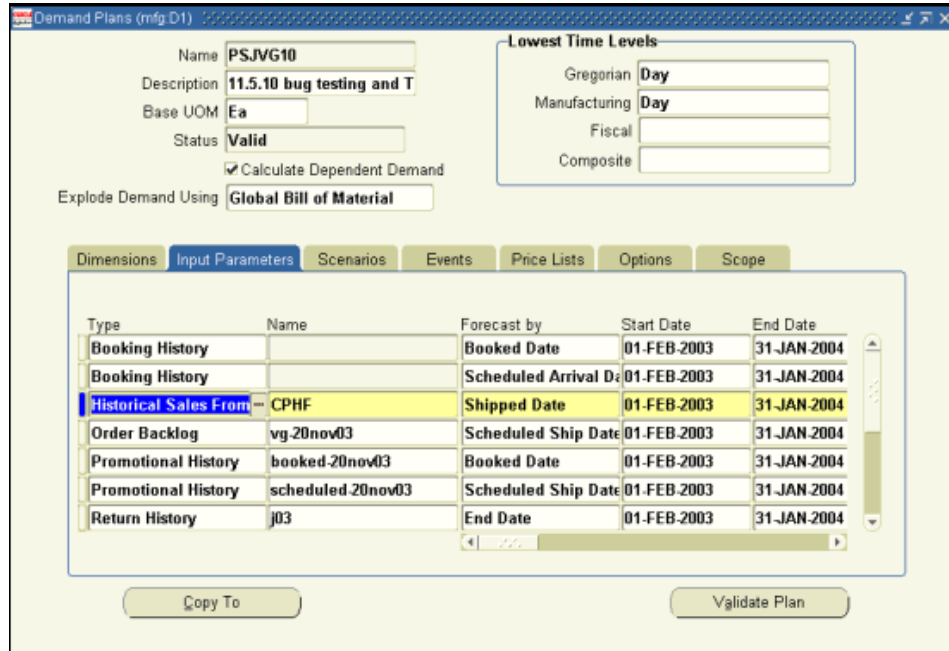 Demand Plans (mfg:D1)
Name PSJVG10
Description 11.5.10 bug testing and T
Base UOM Ea
Status Valid
Calculate Dependent Demand
Explode Demand Using Global Bill of Material
Lowest Time Levels
Gregorian Day
Manufacturing Day
Fiscal
Composite
Dimensions Input Parameters Scenarios Events Price Lists Options Scope
Type Name Forecast by Start Date End Date
Booking History Booked Date 01-FEB-2003 31-JAN-2004
Booking History Scheduled Arrival Da 01-FEB-2003 31-JAN-2004
Historical Sales From CPHF Shipped Date 01-FEB-2003 31-JAN-2004
Order Backlog vg-20nov03 Scheduled Ship Date 01-FEB-2003 31-JAN-2004
Promotional History booked-20nov03 Booked Date 01-FEB-2003 31-JAN-2004
Promotional History scheduled-20nov03 Scheduled Ship Date 01-FEB-2003 31-JAN-2004
Return History j03 End Date 01-FEB-2003 31-JAN-2004
Copy To Validate Plan